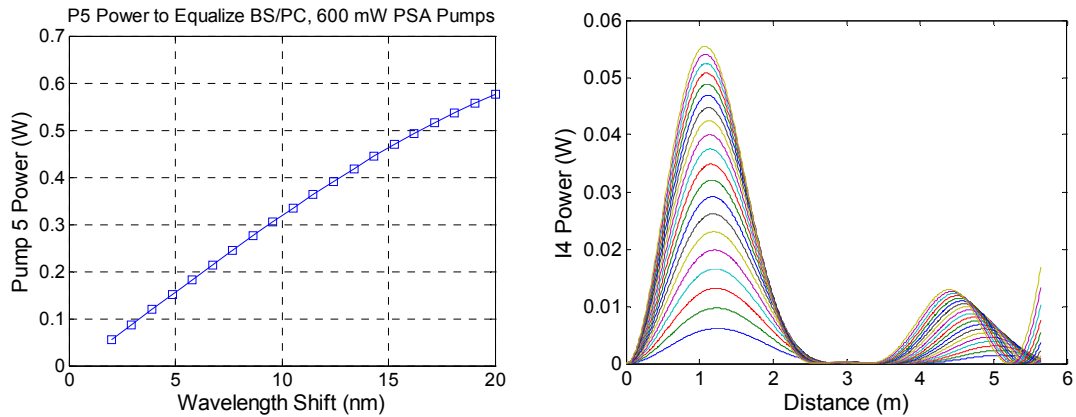 P5 Power to Equalize BS/PC, 600 mW PSA Pumps
Pump 5 Power (W)
0.7
0.6
0.5
0.4
0.3
0.2
0.1
0
0 5 10 15 20
Wavelength Shift (nm)
I4 Power (W)
0.06
0.05
0.04
0.03
0.02
0.01
0
0 1 2 3 4 5 6
Distance (m)